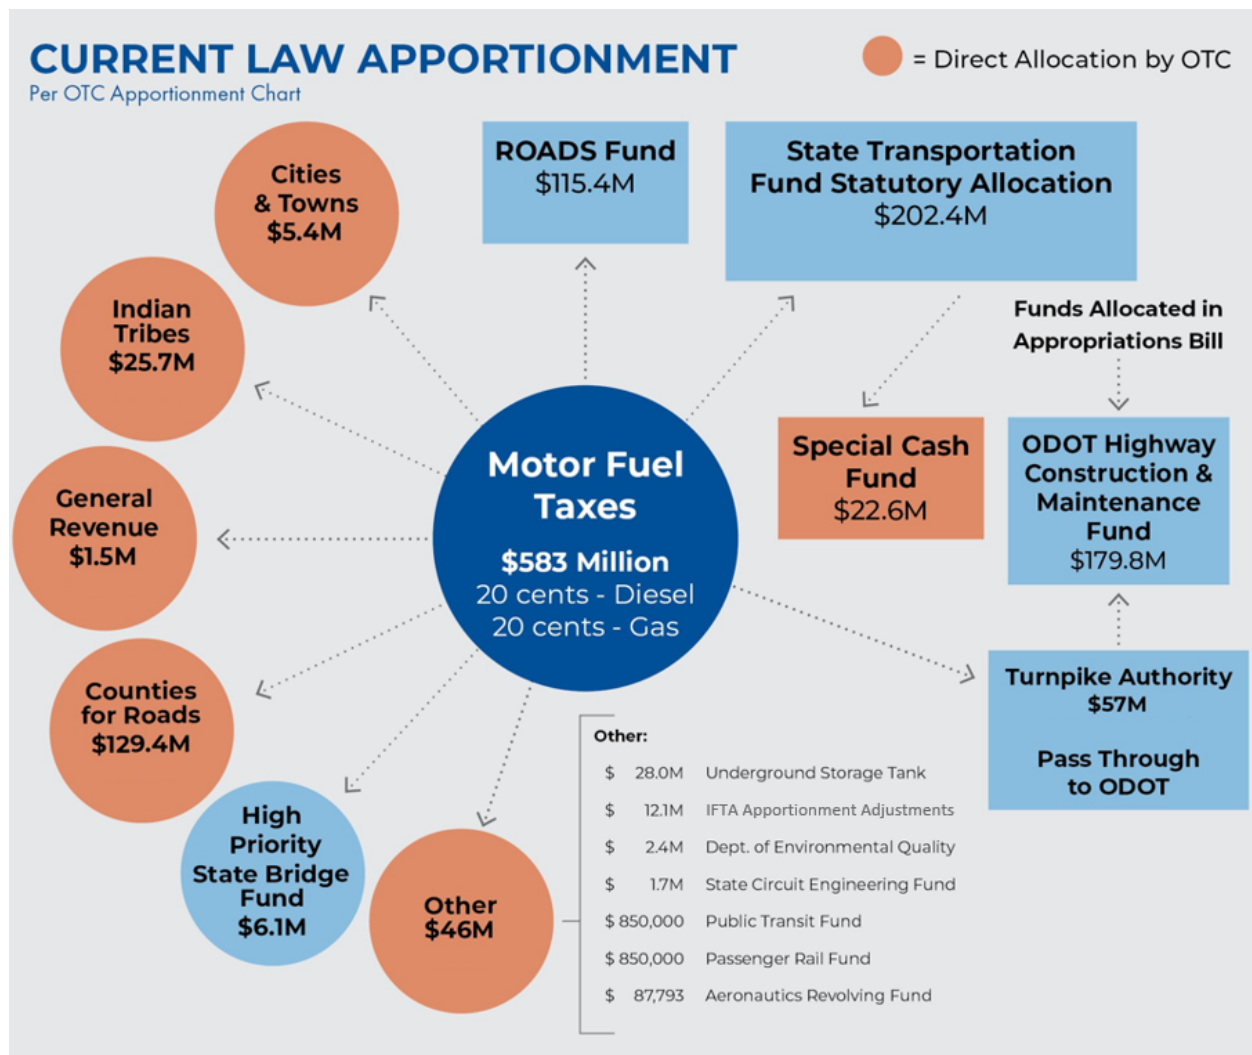 CURRENT LAW APPORTIONMENT
Per OTC Apportionment Chart
= Direct Allocation by OTC
Cities
& Towns
$5.4M
ROADS Fund
$115.4M
State Transportation
Fund Statutory Allocation
$202.4M
Indian
Tribes
$25.7M
Funds Allocated in
Appropriations Bill
General
Revenue
$1.5M
Motor Fuel
Taxes
$583 Million
20 cents - Diesel
20 cents - Gas
Special Cash
Fund
$22.6M
ODOT Highway
Construction &
Maintenance
Fund
$179.8M
Counties
for Roads
$129.4M
Turnpike Authority
$57M
Pass Through
to ODOT
High
Priority
State Bridge
Fund
$6.1M
Other
$46M
Other:
$ 28.0M Underground Storage Tank
$ 12.1M IFTA Apportionment Adjustments
$ 2.4M Dept. of Environmental Quality
$ 1.7M State Circuit Engineering Fund
$ 850,000 Public Transit Fund
$ 850,000 Passenger Rail Fund
$ 87,793 Aeronautics Revolving Fund